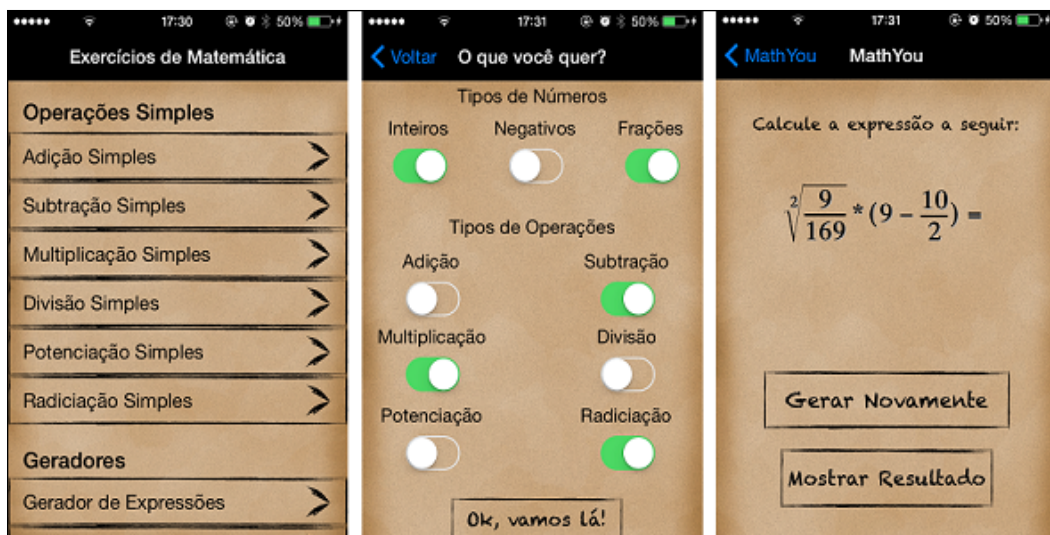 17:30 50%
Exercícios de Matemática
Operações Simples
Adição Simples
Subtração Simples
Multiplicação Simples
Divisão Simples
Potenciação Simples
Radiciação Simples
Geradores
Gerador de Expressões
17:31 50%
Voltar O que você quer?
Tipos de Números
Inteiros Negativos Frações
Tipos de Operações
Adição Subtração
Multiplicação Divisão
Potenciação Radiciação
Ok, vamos lá!
17:31 50%
MathYou MathYou
Calcule a expressão a seguir:
²√(9/169) * (9 – 10/2) =
Gerar Novamente
Mostrar Resultado